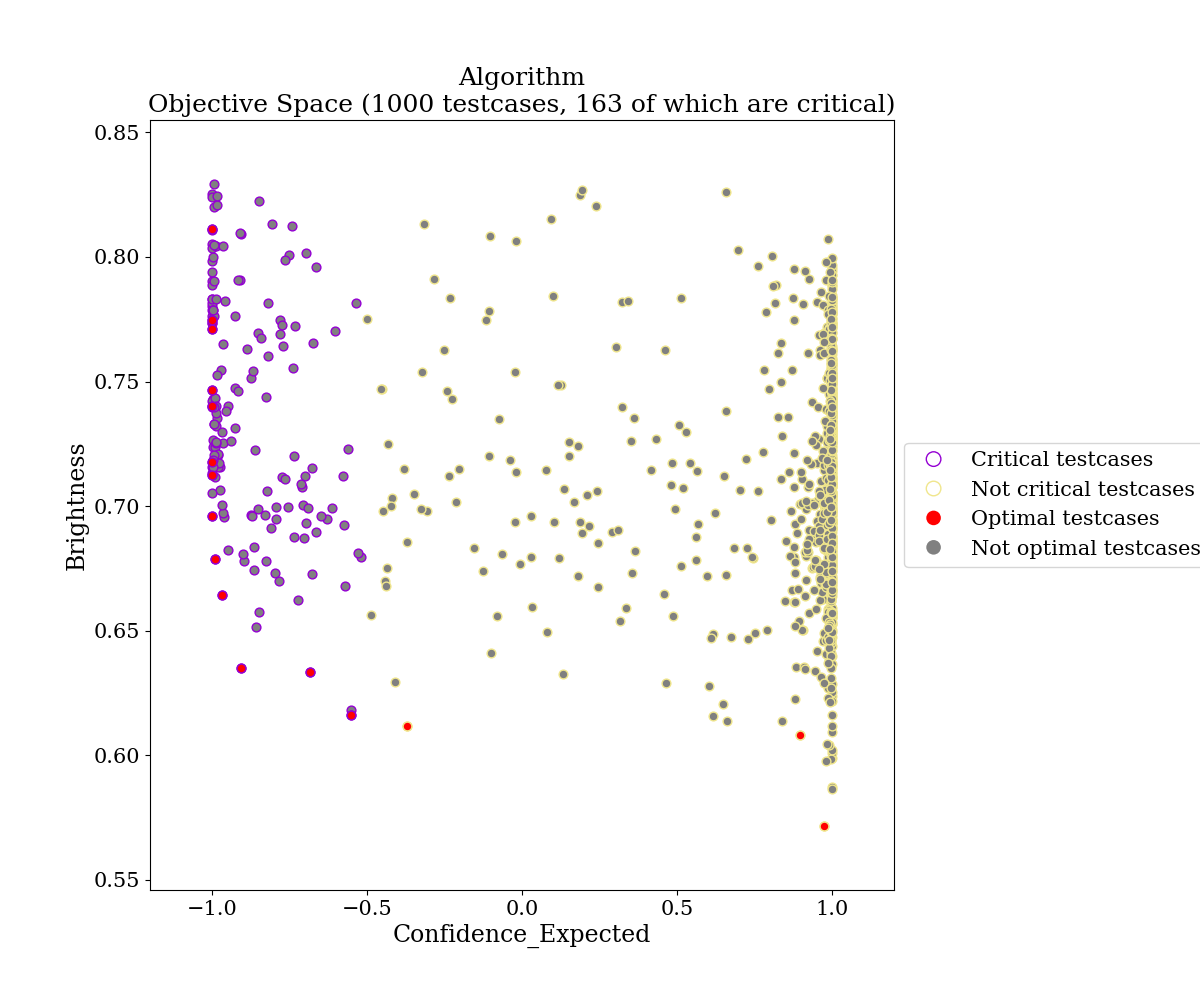 Algorithm
Objective Space (1000 testcases, 163 of which are critical)
0.85
0.80
0.75
0.70
0.65
0.60
0.55
Brightness
−1.0
−0.5
0.0
0.5
1.0
Confidence_Expected
Critical testcases
Not critical testcases
Optimal testcases
Not optimal testcases